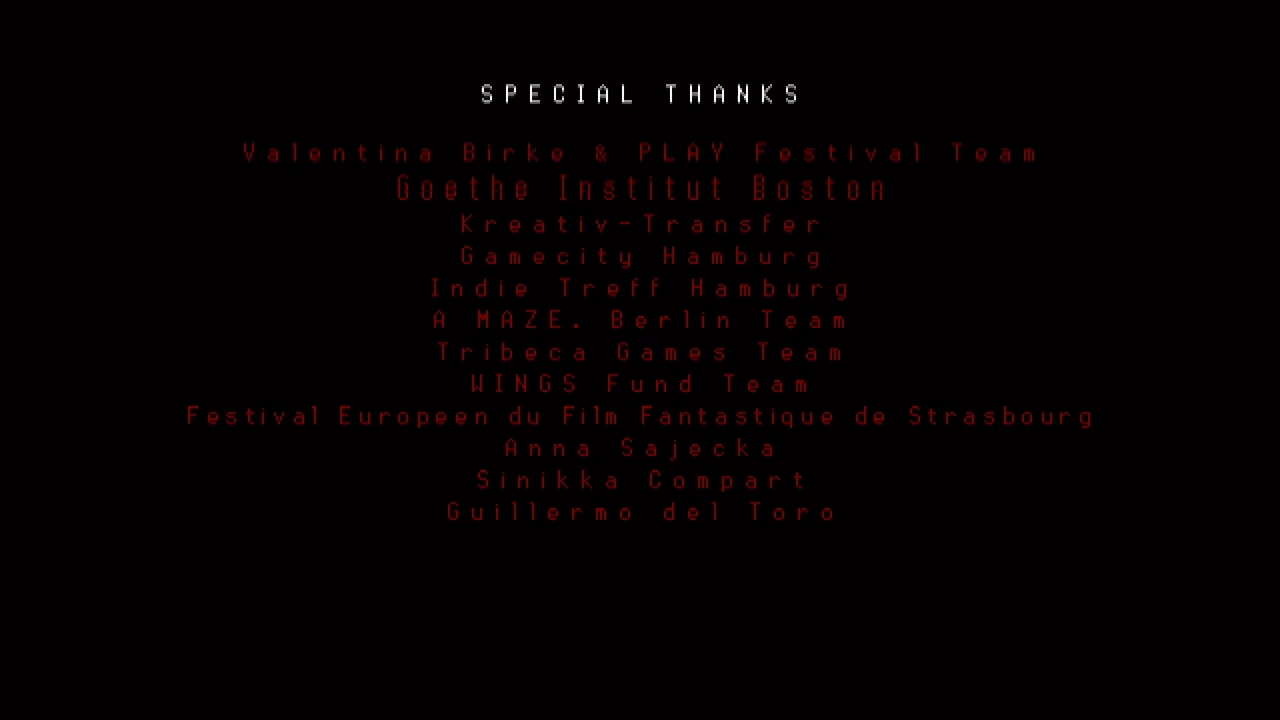 SPECIAL THANKS
Valentina Birke & PLAY Festival Team
Goethe Institut Boston
Kreativ-Transfer
Gamecity Hamburg
Indie Treff Hamburg
A MAZE. Berlin Team
Tribeca Games Team
WINGS Fund Team
Festival Europeen du Film Fantastique de Strasbourg
Anna Sajecka
Sinikka Compart
Guillermo del Toro